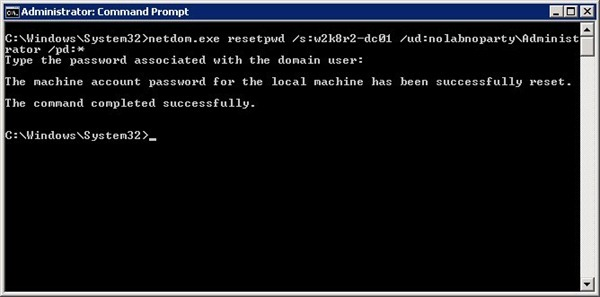 Administrator: Command Prompt
C:\Windows\System32>netdom.exe resetpwd /s:w2k8r2-dc01 /ud:nolabnoparty\Administ
rator /pd:*
Type the password associated with the domain user:
The machine account password for the local machine has been successfully reset.
The command completed successfully.
C:\Windows\System32>_